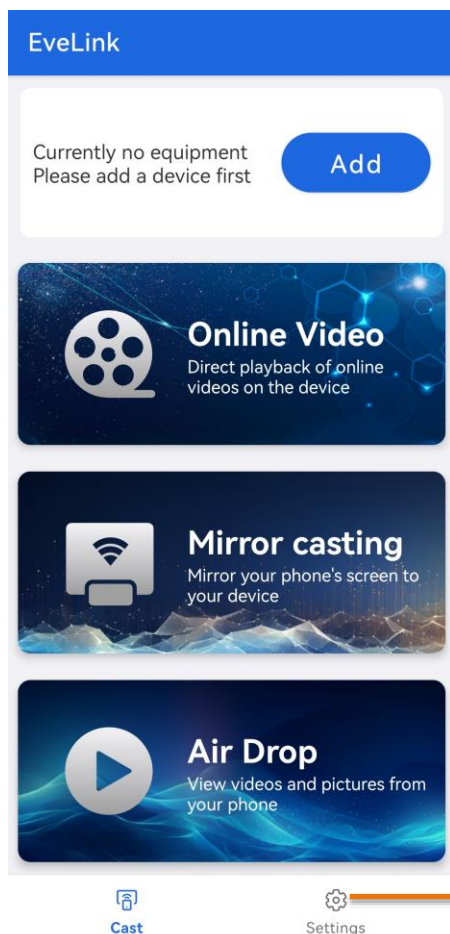 EveLink
Currently no equipment
Please add a device first
Add
Online Video
Direct playback of online
videos on the device
Mirror casting
Mirror your phone's screen to
your device
Air Drop
View videos and pictures from
your phone
Cast
Settings